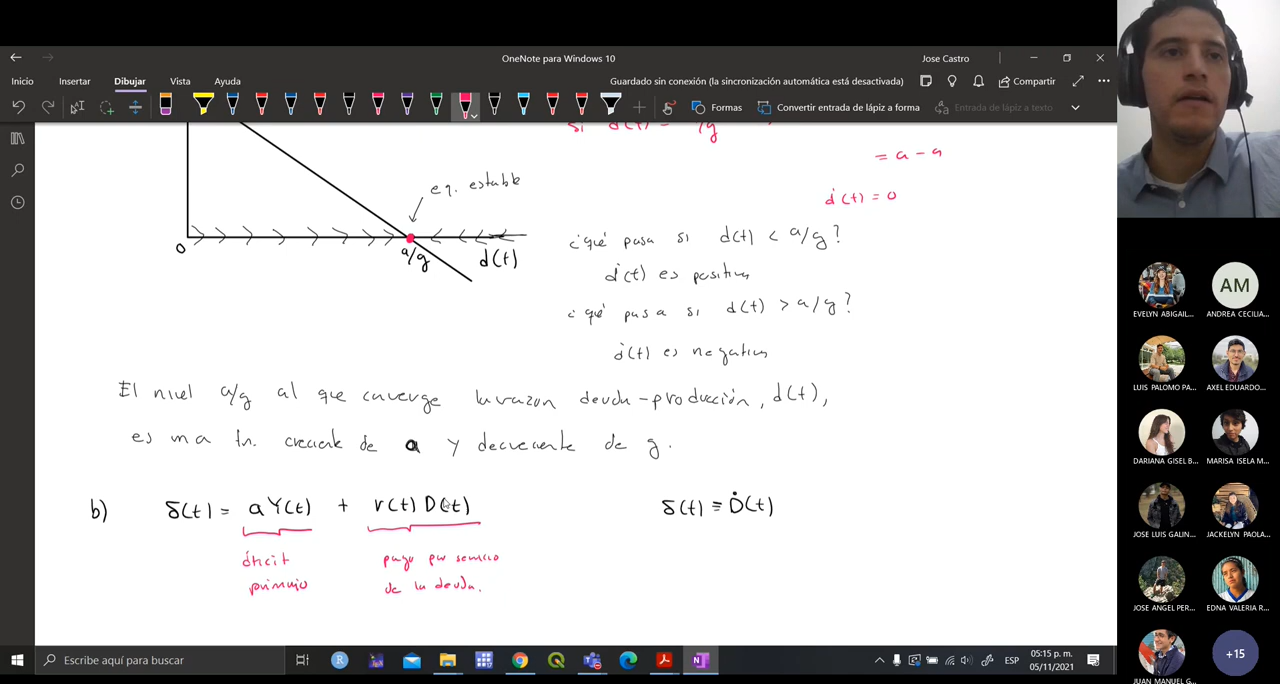 OneNote para Windows 10
Jose Castro
Inicio Insertar Dibujar Vista Ayuda
Guardado sin conexión (la sincronización automática está desactivada)
Compartir
Formas
Convertir entrada de lápiz a forma
Entrada de lápiz a texto
si d(t) = a/g
= a - a
ḋ(t) = 0
eq. estable
0
a/g
d(t)
¿qué pasa si d(t) < a/g?
ḋ(t) es positiva
¿qué pasa si d(t) > a/g?
ḋ(t) es negativa
El nivel a/g al que converge la razon deuda-producción, d(t),
es una fn. creciente de a y decreciente de g.
b) δ(t) = aY(t) + r(t) D(t)
δ(t) ≡ Ḋ(t)
déficit
primario
pago por servicio
de la deuda.
EVELYN ABIGAIL...
AM
ANDREA CECILIA...
LUIS PALOMO PA...
AXEL EDUARDO...
DARIANA GISEL B...
MARISA ISELA M...
JOSE LUIS GALIN...
JACKELYN PAOLA...
JOSE ANGEL PER...
EDNA VALERIA R...
JUAN MANUEL G...
+15
Escribe aquí para buscar
ESP
05:15 p. m.
05/11/2021